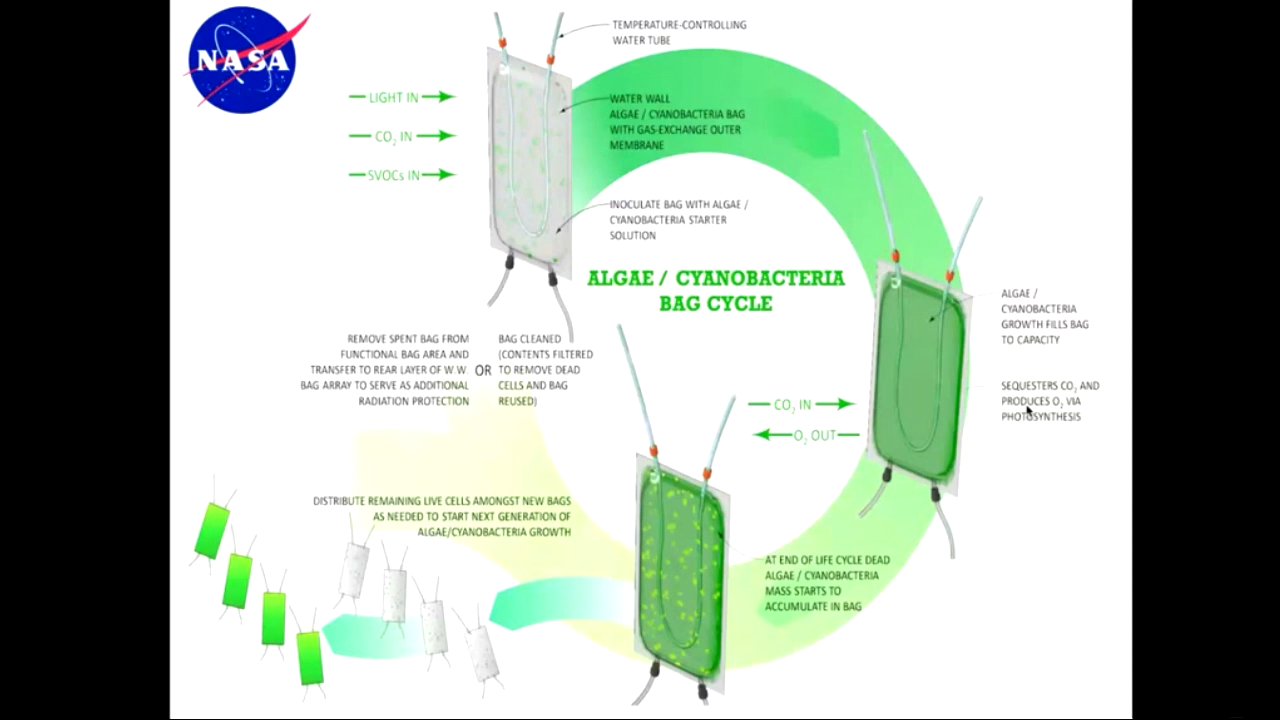 NASA
TEMPERATURE-CONTROLLING
WATER TUBE
LIGHT IN
CO₂ IN
SVOCs IN
WATER WALL
ALGAE / CYANOBACTERIA BAG
WITH GAS-EXCHANGE OUTER
MEMBRANE
INOCULATE BAG WITH ALGAE /
CYANOBACTERIA STARTER
SOLUTION
ALGAE / CYANOBACTERIA
BAG CYCLE
ALGAE /
CYANOBACTERIA
GROWTH FILLS BAG
TO CAPACITY
SEQUESTERS CO₂ AND
PRODUCES O₂ VIA
PHOTOSYNTHESIS
CO₂ IN
O₂ OUT
REMOVE SPENT BAG FROM
FUNCTIONAL BAG AREA AND
TRANSFER TO REAR LAYER OF W.W.
BAG ARRAY TO SERVE AS ADDITIONAL
RADIATION PROTECTION
OR
BAG CLEANED
(CONTENTS FILTERED
TO REMOVE DEAD
CELLS AND BAG
REUSED)
DISTRIBUTE REMAINING LIVE CELLS AMONGST NEW BAGS
AS NEEDED TO START NEXT GENERATION OF
ALGAE/CYANOBACTERIA GROWTH
AT END OF LIFE CYCLE DEAD
ALGAE / CYANOBACTERIA
MASS STARTS TO
ACCUMULATE IN BAG